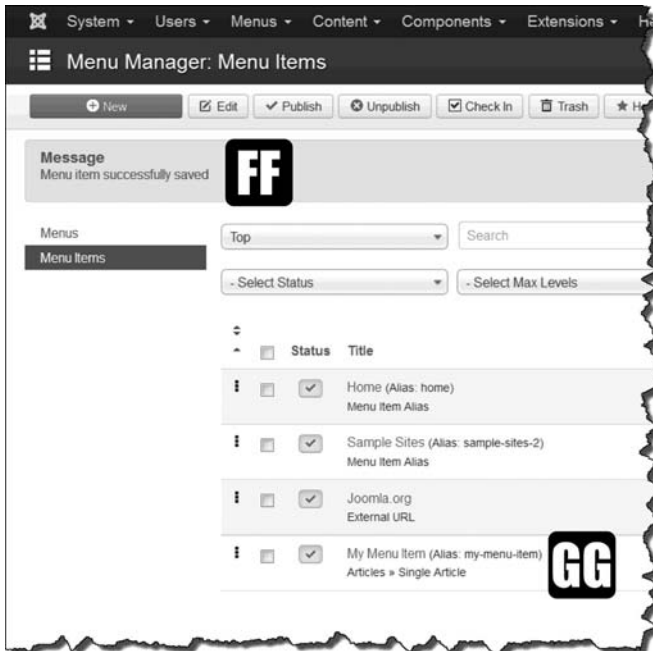 System Users Menus Content Components Extensions
Menu Manager: Menu Items
New Edit Publish Unpublish Check In Trash
Message
Menu item successfully saved
FF
Menus
Menu Items
Top Search
- Select Status - Select Max Levels
Status Title
Home (Alias: home)
Menu Item Alias
Sample Sites (Alias: sample-sites-2)
Menu Item Alias
Joomla.org
External URL
My Menu Item (Alias: my-menu-item)
Articles » Single Article
GG